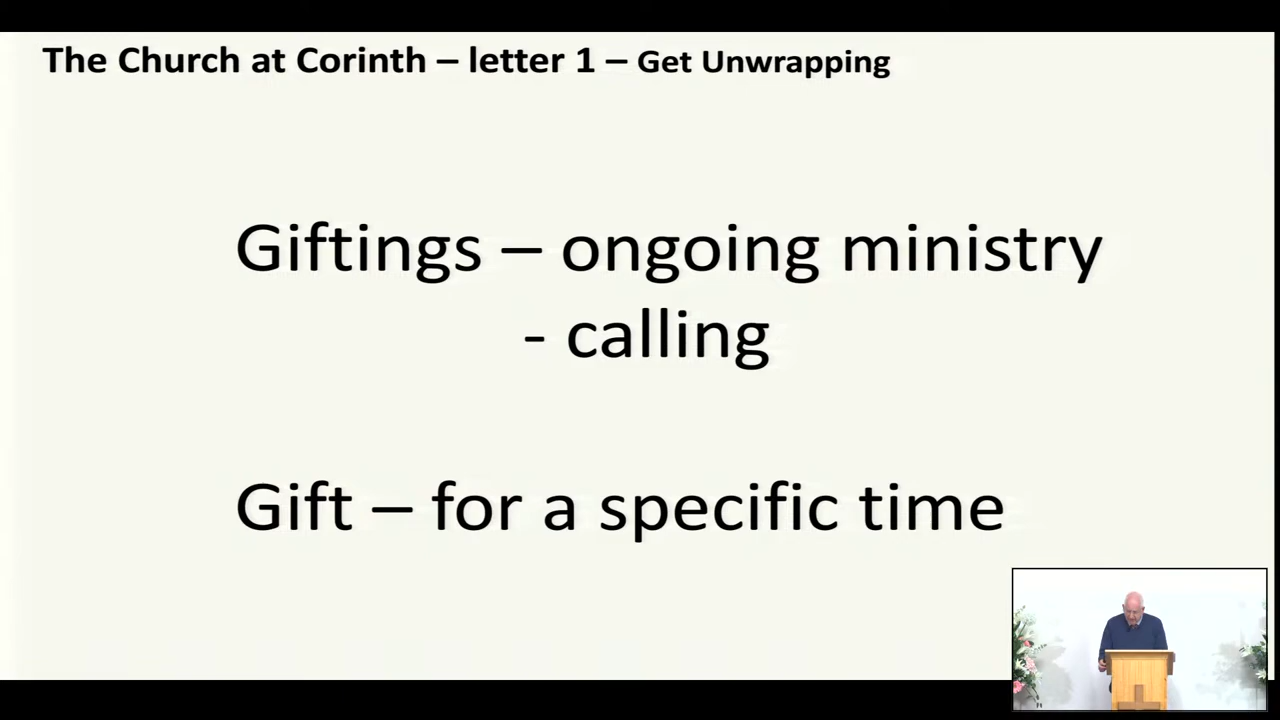 The Church at Corinth – letter 1 – Get Unwrapping
Giftings – ongoing ministry
- calling
Gift – for a specific time